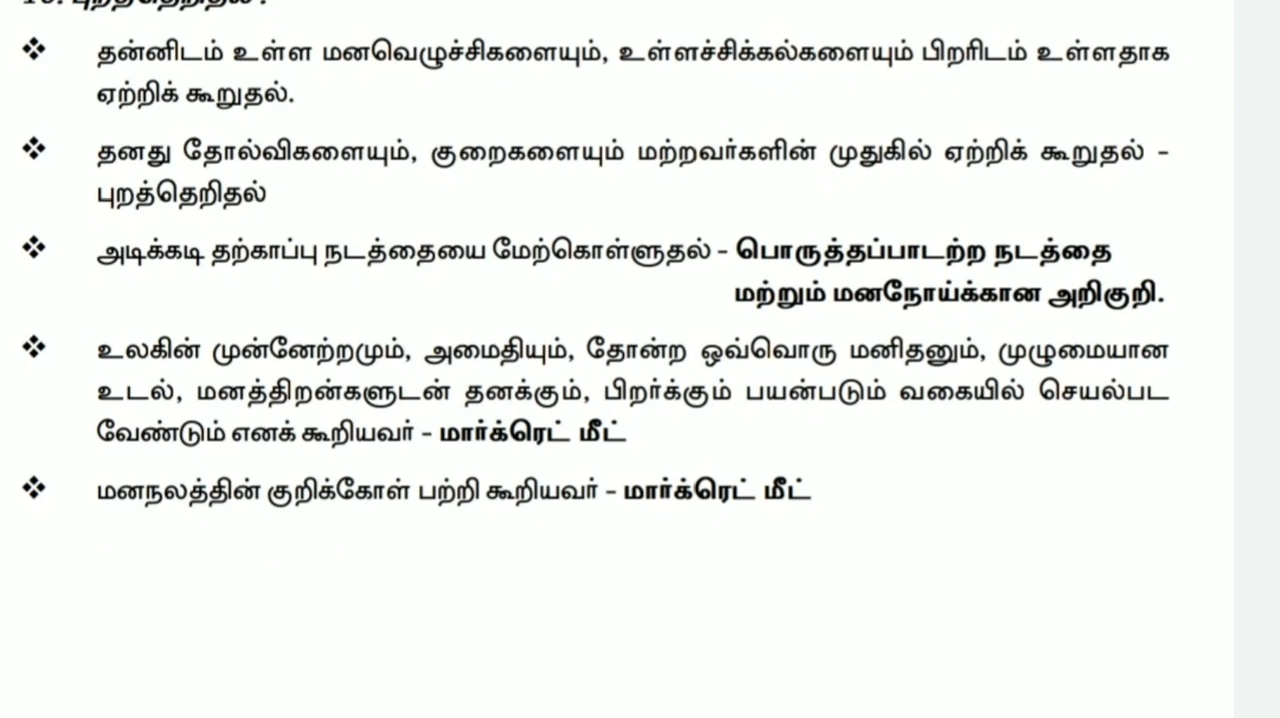 ❖ தன்னிடம் உள்ள மனவெழுச்சிகளையும், உள்ளச்சிக்கல்களையும் பிறரிடம் உள்ளதாக
ஏற்றிக் கூறுதல்.
❖ தனது தோல்விகளையும், குறைகளையும் மற்றவர்களின் முதுகில் ஏற்றிக் கூறுதல் –
புறத்தெறிதல்
❖ அடிக்கடி தற்காப்பு நடத்தையை மேற்கொள்ளுதல் – பொருத்தப்பாடற்ற நடத்தை
மற்றும் மனநோய்க்கான அறிகுறி.
❖ உலகின் முன்னேற்றமும், அமைதியும், தோன்ற ஒவ்வொரு மனிதனும், முழுமையான
உடல், மனத்திறன்களுடன் தனக்கும், பிறர்க்கும் பயன்படும் வகையில் செயல்பட
வேண்டும் எனக் கூறியவர் – மார்க்ரெட் மீட்
❖ மனநலத்தின் குறிக்கோள் பற்றி கூறியவர் – மார்க்ரெட் மீட்